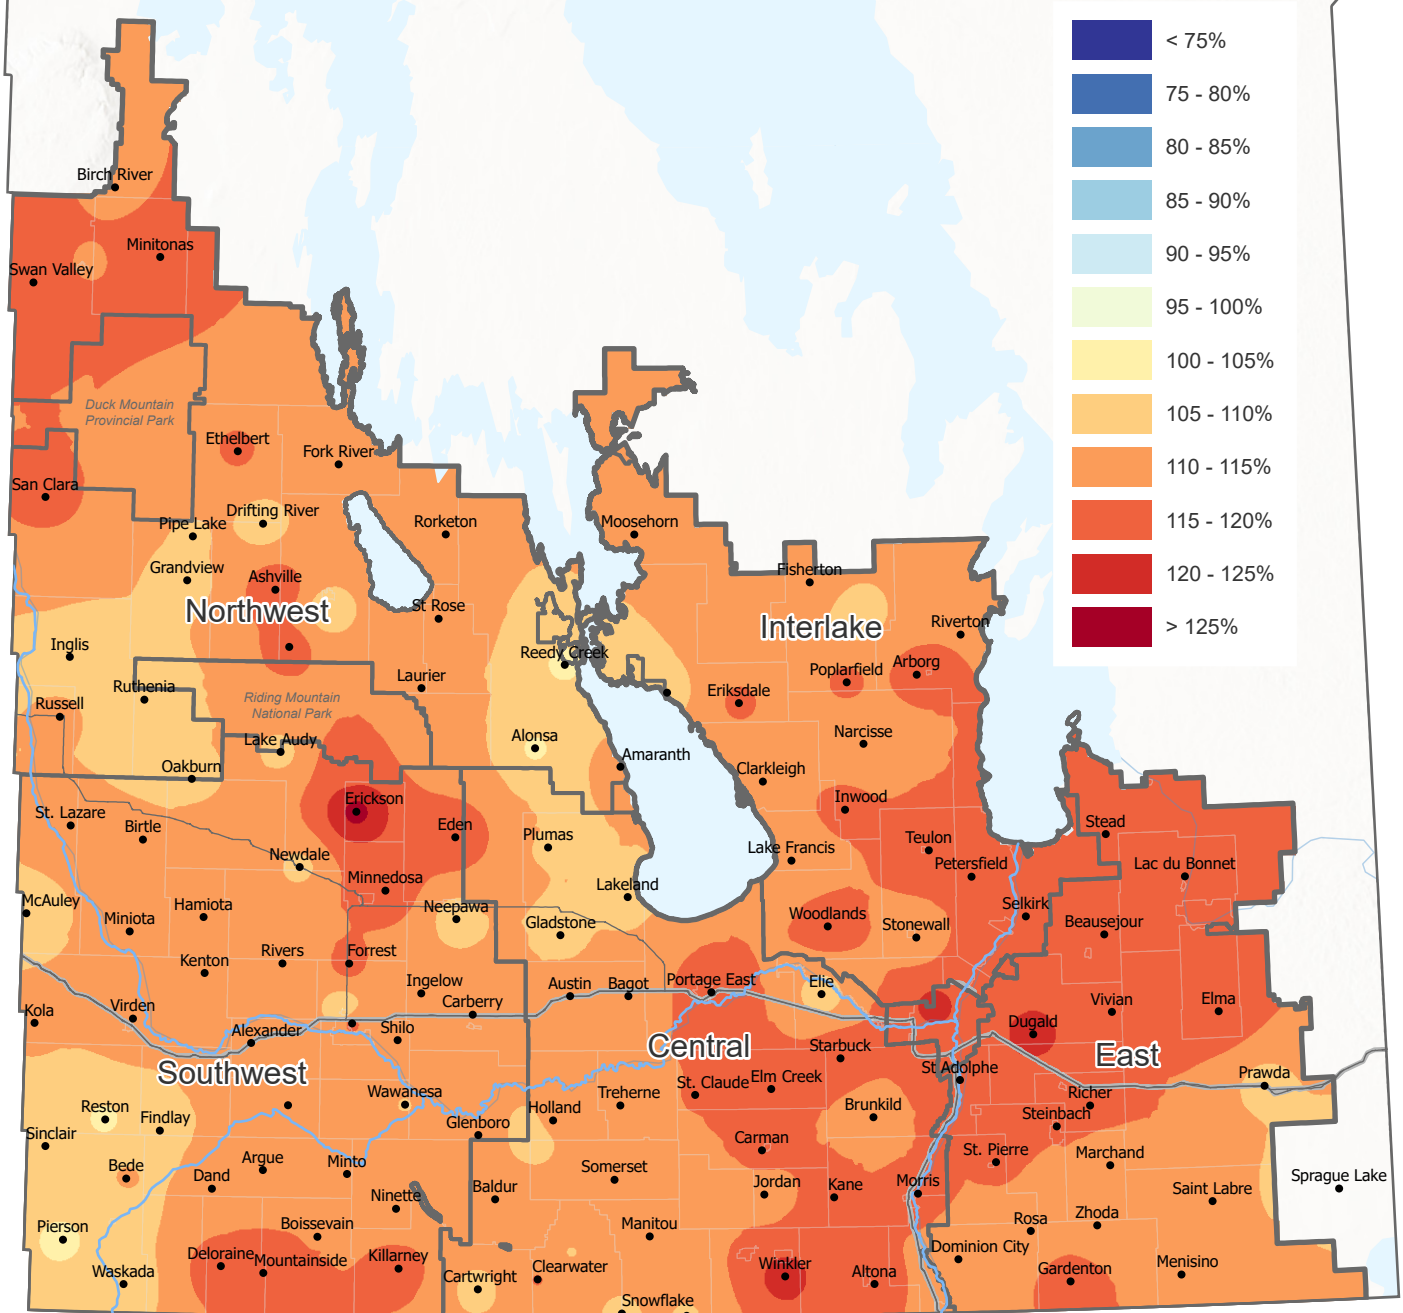 < 75%
75 - 80%
80 - 85%
85 - 90%
90 - 95%
95 - 100%
100 - 105%
105 - 110%
110 - 115%
115 - 120%
120 - 125%
> 125%
Birch River
Minitonas
Swan Valley
Duck Mountain
Provincial Park
Ethelbert
Fork River
San Clara
Drifting River
Pipe Lake
Rorketon
Moosehorn
Grandview
Ashville
Fisherton
Northwest
St Rose
Interlake
Riverton
Inglis
Reedy Creek
Arborg
Poplarfield
Laurier
Ruthenia
Riding Mountain
National Park
Eriksdale
Russell
Lake Audy
Alonsa
Narcisse
Amaranth
Oakburn
Clarkleigh
Erickson
Inwood
St. Lazare
Birtle
Eden
Plumas
Stead
Teulon
Newdale
Lake Francis
Petersfield
Lac du Bonnet
Minnedosa
Lakeland
McAuley
Hamiota
Neepawa
Selkirk
Miniota
Gladstone
Woodlands
Stonewall
Beausejour
Rivers
Forrest
Kenton
Ingelow
Austin
Bagot
Portage East
Elie
Carberry
Vivian
Elma
Kola
Virden
Alexander
Shilo
Dugald
Central
Starbuck
East
Southwest
St Adolphe
Prawda
St. Claude
Elm Creek
Wawanesa
Treherne
Richer
Reston
Findlay
Holland
Brunkild
Steinbach
Glenboro
Sinclair
Carman
St. Pierre
Marchand
Bede
Argue
Minto
Somerset
Dand
Baldur
Jordan
Kane
Morris
Saint Labre
Sprague Lake
Ninette
Pierson
Boissevain
Manitou
Rosa
Zhoda
Deloraine
Mountainside
Killarney
Dominion City
Waskada
Cartwright
Clearwater
Winkler
Altona
Gardenton
Menisino
Snowflake